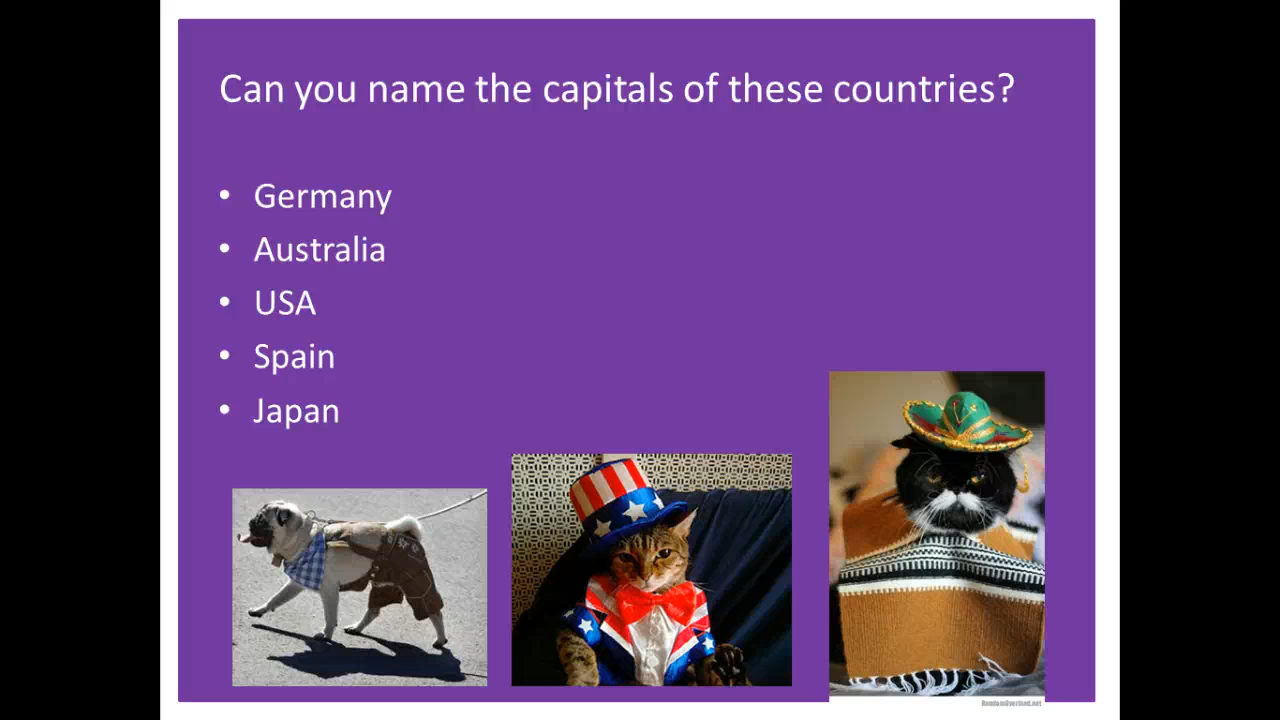 Can you name the capitals of these countries?
• Germany
• Australia
• USA
• Spain
• Japan